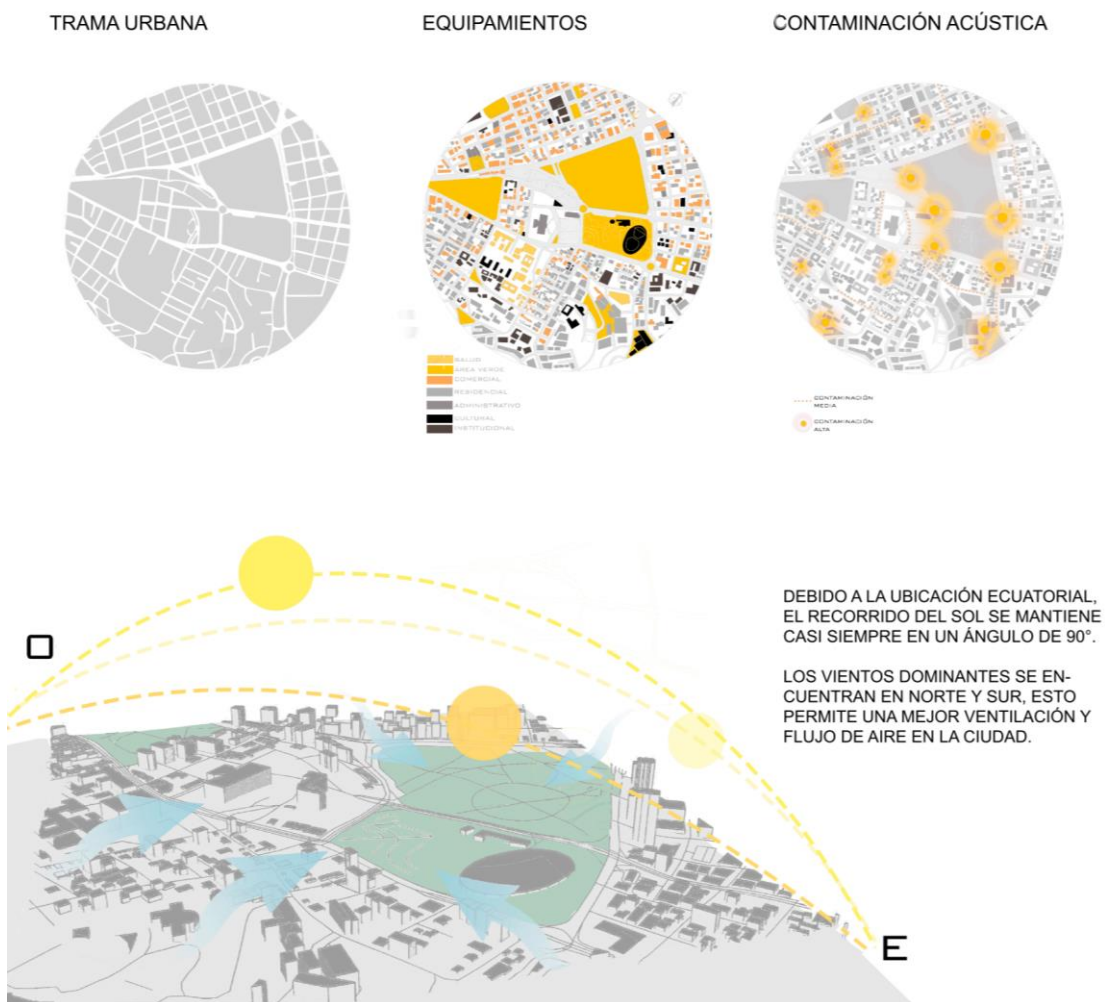 TRAMA URBANA
EQUIPAMIENTOS
CONTAMINACIÓN ACÚSTICA
SALUD
AREA VERDE
COMERCIAL
RESIDENCIAL
ADMINISTRATIVO
CULTURAL
INSTITUCIONAL
CONTAMINACIÓN
MEDIA
CONTAMINACIÓN
ALTA
DEBIDO A LA UBICACIÓN ECUATORIAL,
EL RECORRIDO DEL SOL SE MANTIENE
CASI SIEMPRE EN UN ÁNGULO DE 90°.
LOS VIENTOS DOMINANTES SE EN-
CUENTRAN EN NORTE Y SUR, ESTO
PERMITE UNA MEJOR VENTILACIÓN Y
FLUJO DE AIRE EN LA CIUDAD.
O
E